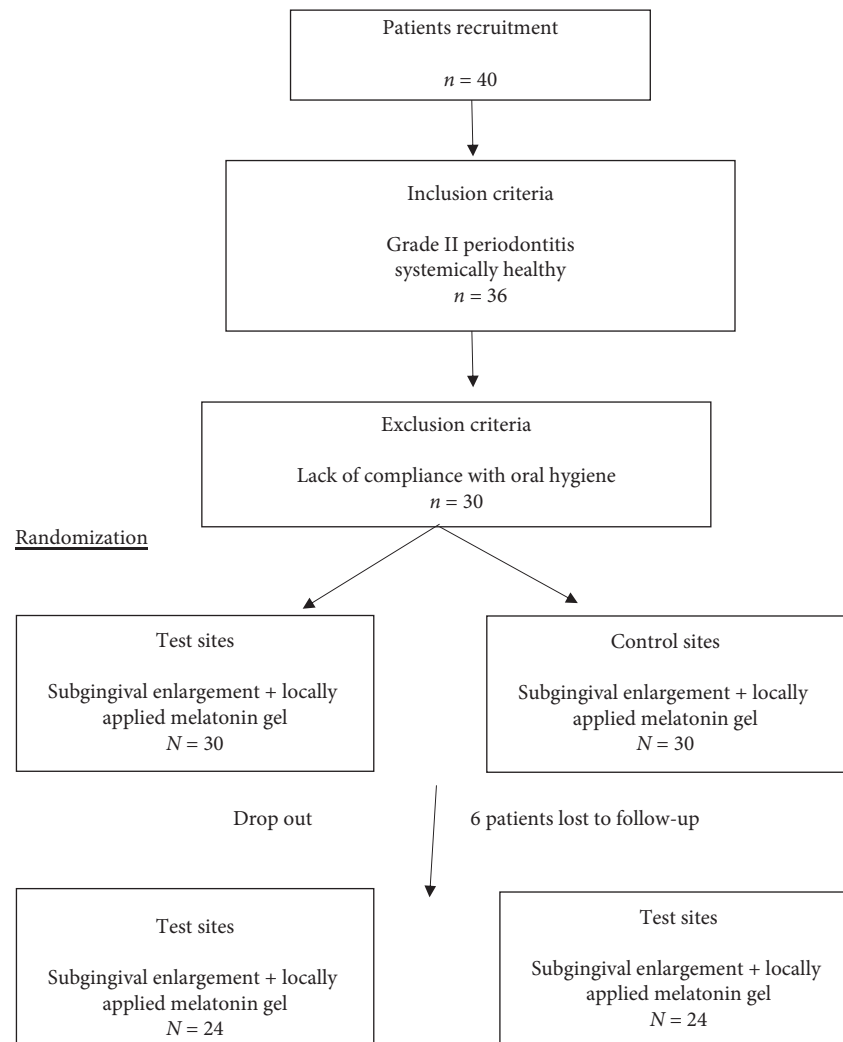 Patients recruitment
n = 40
Inclusion criteria
Grade II periodontitis
systemically healthy
n = 36
Exclusion criteria
Lack of compliance with oral hygiene
n = 30
Randomization
Test sites
Subgingival enlargement + locally
applied melatonin gel
N = 30
Control sites
Subgingival enlargement + locally
applied melatonin gel
N = 30
Drop out
6 patients lost to follow-up
Test sites
Subgingival enlargement + locally
applied melatonin gel
N = 24
Test sites
Subgingival enlargement + locally
applied melatonin gel
N = 24